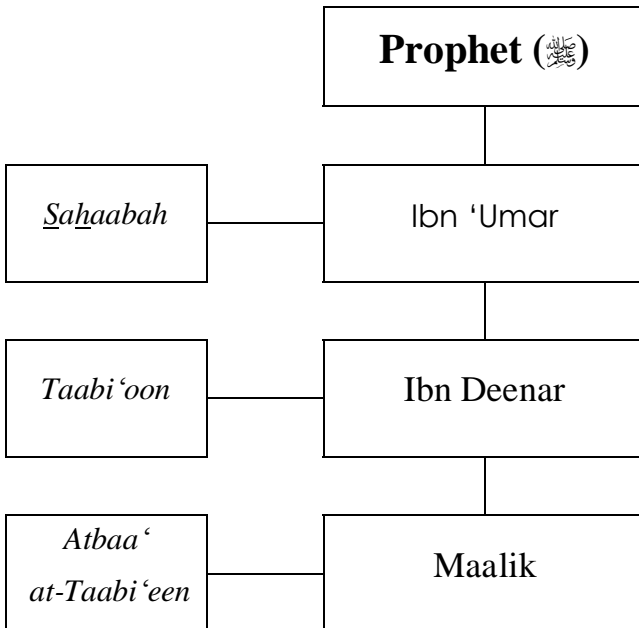 Prophet (ﷺ)
Sahaabah
Ibn ‘Umar
Taabi‘oon
Ibn Deenar
Atbaa‘
at-Taabi‘een
Maalik